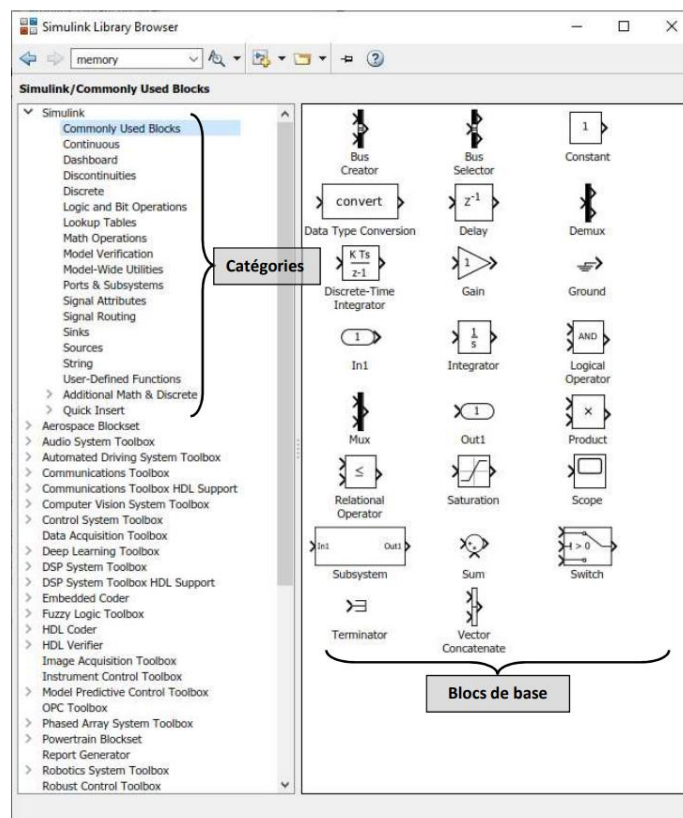 Simulink Library Browser
memory
Simulink/Commonly Used Blocks
Simulink
Commonly Used Blocks
Continuous
Dashboard
Discontinuities
Discrete
Logic and Bit Operations
Lookup Tables
Math Operations
Model Verification
Model-Wide Utilities
Ports & Subsystems
Signal Attributes
Signal Routing
Sinks
Sources
String
User-Defined Functions
Additional Math & Discrete
Quick Insert
Aerospace Blockset
Audio System Toolbox
Automated Driving System Toolbox
Communications Toolbox
Communications Toolbox HDL Support
Computer Vision System Toolbox
Control System Toolbox
Data Acquisition Toolbox
Deep Learning Toolbox
DSP System Toolbox
DSP System Toolbox HDL Support
Embedded Coder
Fuzzy Logic Toolbox
HDL Coder
HDL Verifier
Image Acquisition Toolbox
Instrument Control Toolbox
Model Predictive Control Toolbox
OPC Toolbox
Phased Array System Toolbox
Powertrain Blockset
Report Generator
Robotics System Toolbox
Robust Control Toolbox
Catégories
1
Bus
Creator
Bus
Selector
Constant
convert
z-1
Data Type Conversion
Delay
Demux
K Ts
z-1
1
Discrete-Time
Integrator
Gain
Ground
1
1
s
AND
In1
Integrator
Logical
Operator
1
×
Mux
Out1
Product
≤
Relational
Operator
Saturation
Scope
In1 Out1
++
> 0
Subsystem
Sum
Switch
Terminator
Vector
Concatenate
Blocs de base